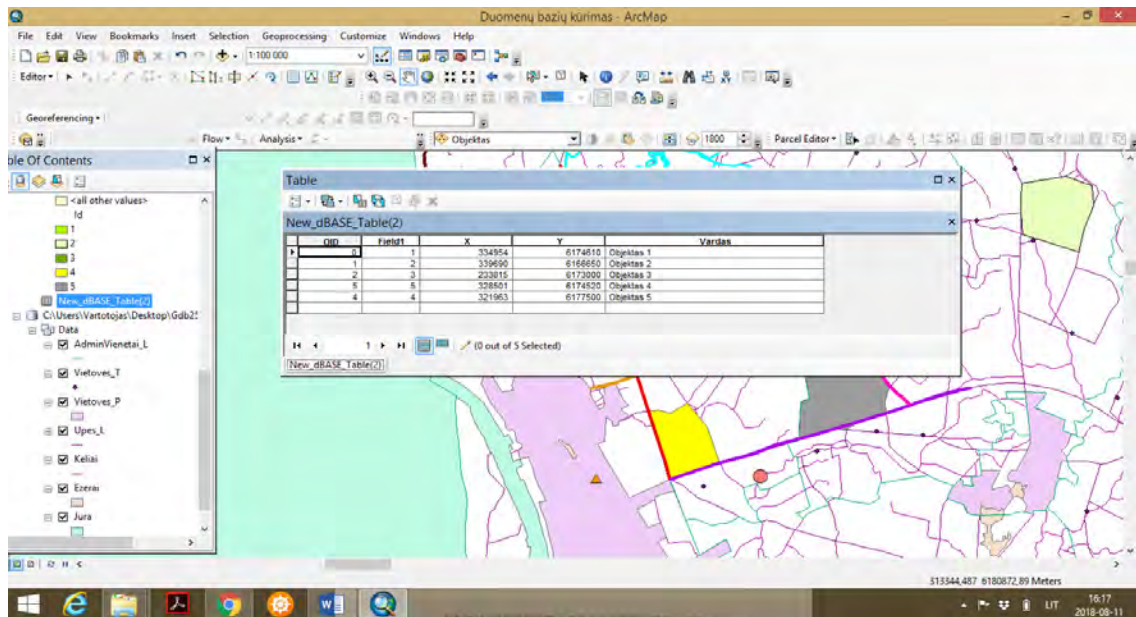 Duomenų bazių kūrimas - ArcMap
File Edit View Bookmarks Insert Selection Geoprocessing Customize Windows Help
1:100 000
Editor
Georeferencing
Flow Analysis Objektas 1800 Parcel Editor
ble Of Contents
<all other values>
Id
1
2
3
4
5
New_dBASE_Table(2)
C:\Users\Vartotojas\Desktop\Gdb2
Data
AdminVienetai_L
Vietoves_T
Vietoves_P
Upes_L
Keliai
Ezerai
Jura
Table
New_dBASE_Table(2)
OID Field1 X Y Vardas
0 1 334954 6174610 Objektas 1
1 2 339690 6166650 Objektas 2
2 3 233815 6173000 Objektas 3
5 5 328501 6174520 Objektas 4
4 4 321963 6177500 Objektas 5
1 (0 out of 5 Selected)
New_dBASE_Table(2)
313344,487 6180872,89 Meters
LIT 16:17
2018-08-11